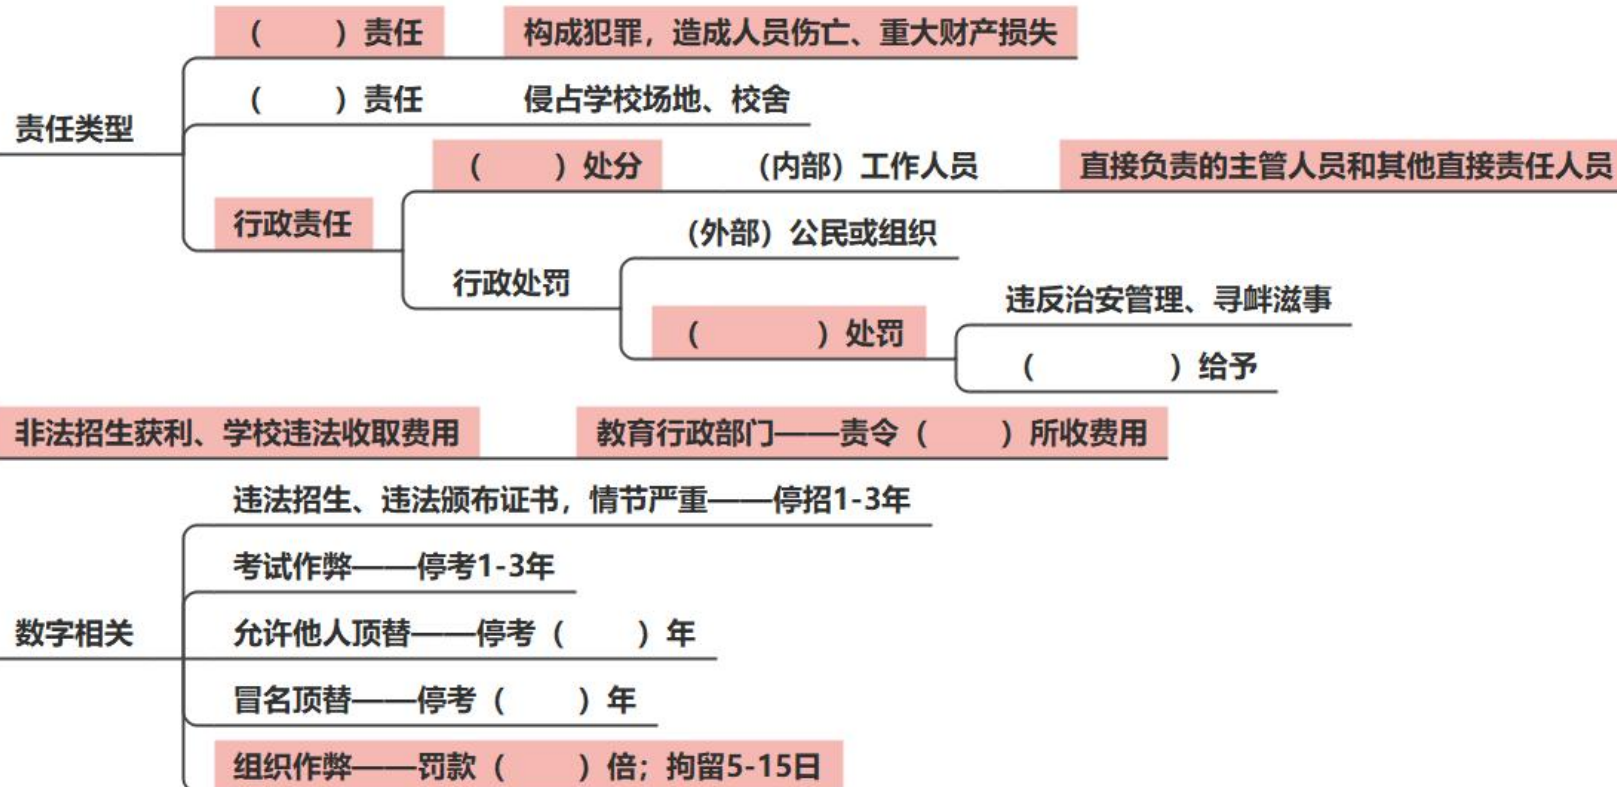 （　　）责任　构成犯罪，造成人员伤亡、重大财产损失
（　　）责任　侵占学校场地、校舍
责任类型
（　　）处分　（内部）工作人员　直接负责的主管人员和其他直接责任人员
行政责任
（外部）公民或组织
行政处罚
违反治安管理、寻衅滋事
（　　　）处罚
（　　　）给予
非法招生获利、学校违法收取费用　教育行政部门——责令（　　）所收费用
违法招生、违法颁布证书，情节严重——停招1-3年
考试作弊——停考1-3年
数字相关　允许他人顶替——停考（　　）年
冒名顶替——停考（　　）年
组织作弊——罚款（　　）倍；拘留5-15日